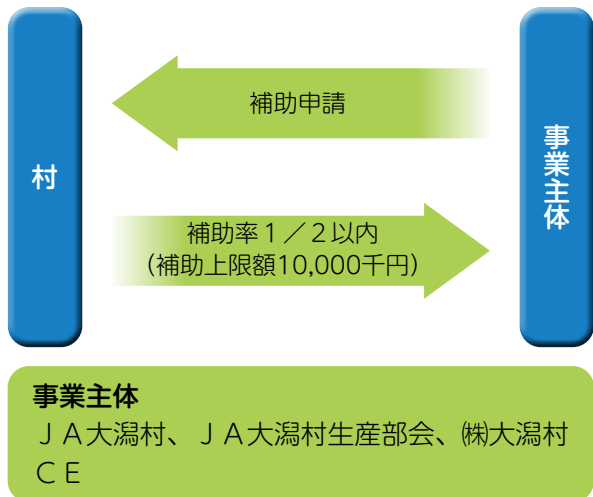 村
補助申請
補助率１／２以内
（補助上限額10,000千円）
事業主体
事業主体
ＪＡ大潟村、ＪＡ大潟村生産部会、㈱大潟村
ＣＥ